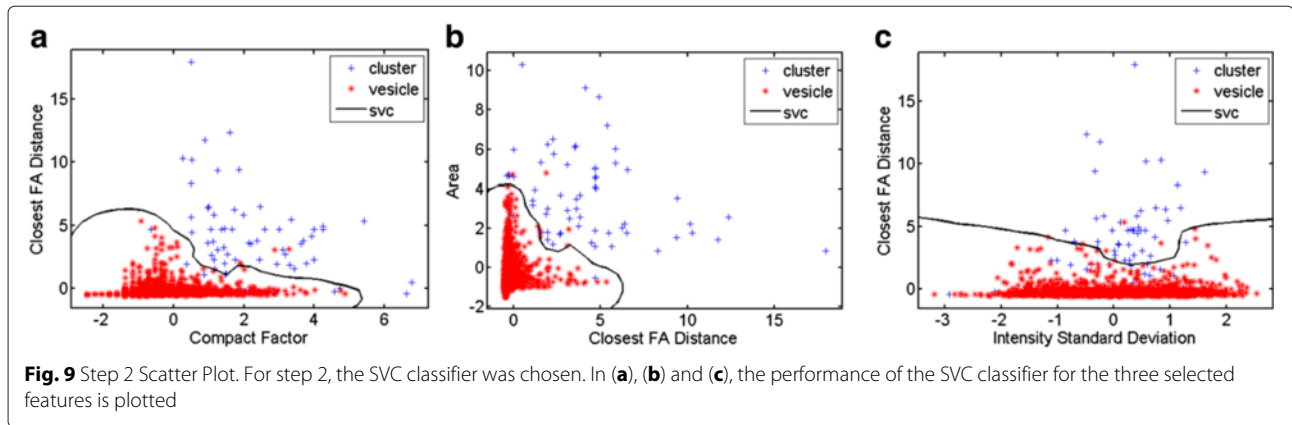 a
b
c
cluster
vesicle
svc
Closest FA Distance
15
10
5
0
-2
0
2
4
6
Compact Factor
cluster
vesicle
svc
Area
10
8
6
4
2
0
-2
0
5
10
15
Closest FA Distance
cluster
vesicle
svc
Closest FA Distance
15
10
5
0
-3
-2
-1
0
1
2
Intensity Standard Deviation
Fig. 9 Step 2 Scatter Plot. For step 2, the SVC classifier was chosen. In (a), (b) and (c), the performance of the SVC classifier for the three selected
features is plotted